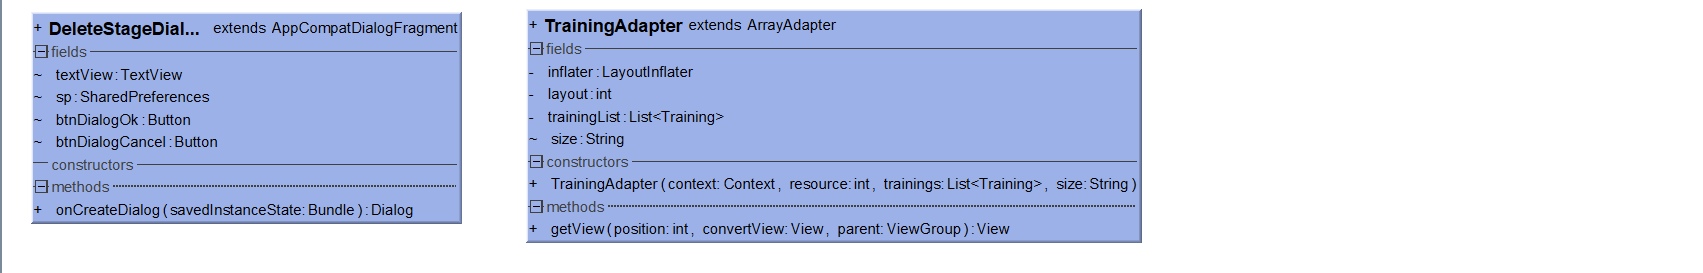 + DeleteStageDial... extends AppCompatDialogFragment
fields
~ textView : TextView
~ sp : SharedPreferences
~ btnDialogOk : Button
~ btnDialogCancel : Button
constructors
methods
+ onCreateDialog ( savedInstanceState: Bundle ) : Dialog
+ TrainingAdapter extends ArrayAdapter
fields
- inflater : LayoutInflater
- layout : int
- trainingList : List<Training>
~ size : String
constructors
+ TrainingAdapter ( context: Context , resource: int , trainings: List<Training> , size: String )
methods
+ getView ( position: int , convertView: View , parent: ViewGroup ) : View